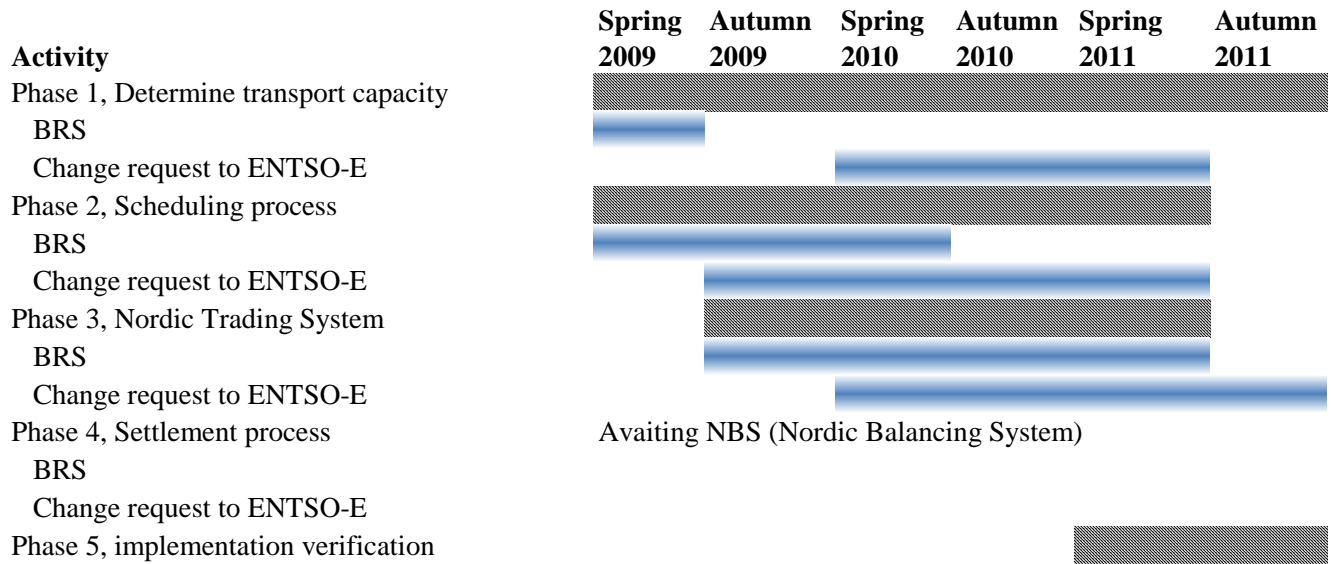 Spring Autumn Spring Autumn Spring Autumn
Activity 2009 2009 2010 2010 2011 2011
Phase 1, Determine transport capacity
BRS
Change request to ENTSO-E
Phase 2, Scheduling process
BRS
Change request to ENTSO-E
Phase 3, Nordic Trading System
BRS
Change request to ENTSO-E
Phase 4, Settlement process Avaiting NBS (Nordic Balancing System)
BRS
Change request to ENTSO-E
Phase 5, implementation verification